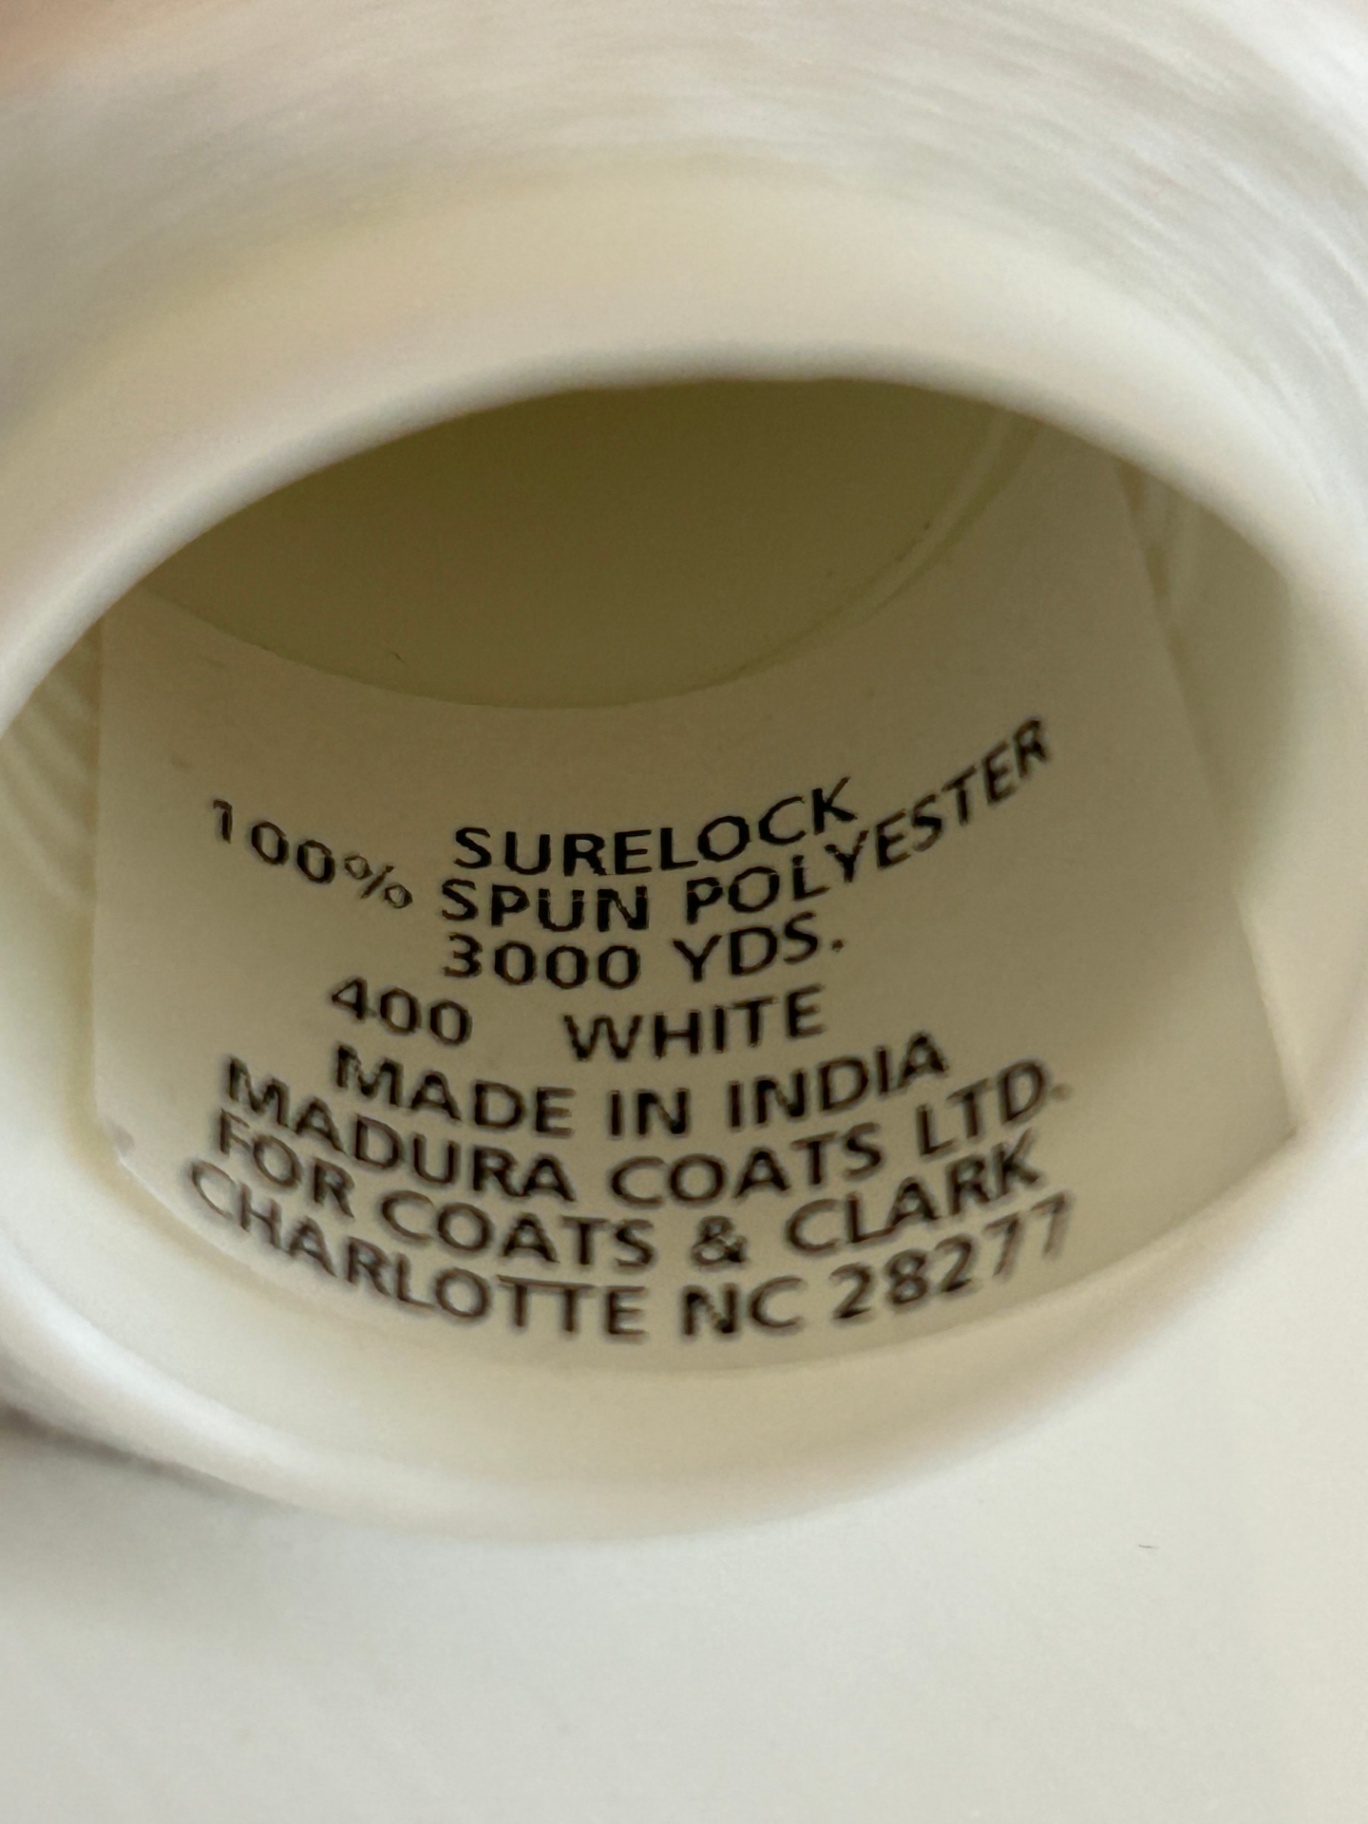 SURELOCK
100% SPUN POLYESTER
3000 YDS.
400 WHITE
MADE IN INDIA
MADURA COATS LTD.
FOR COATS & CLARK
CHARLOTTE NC 28277